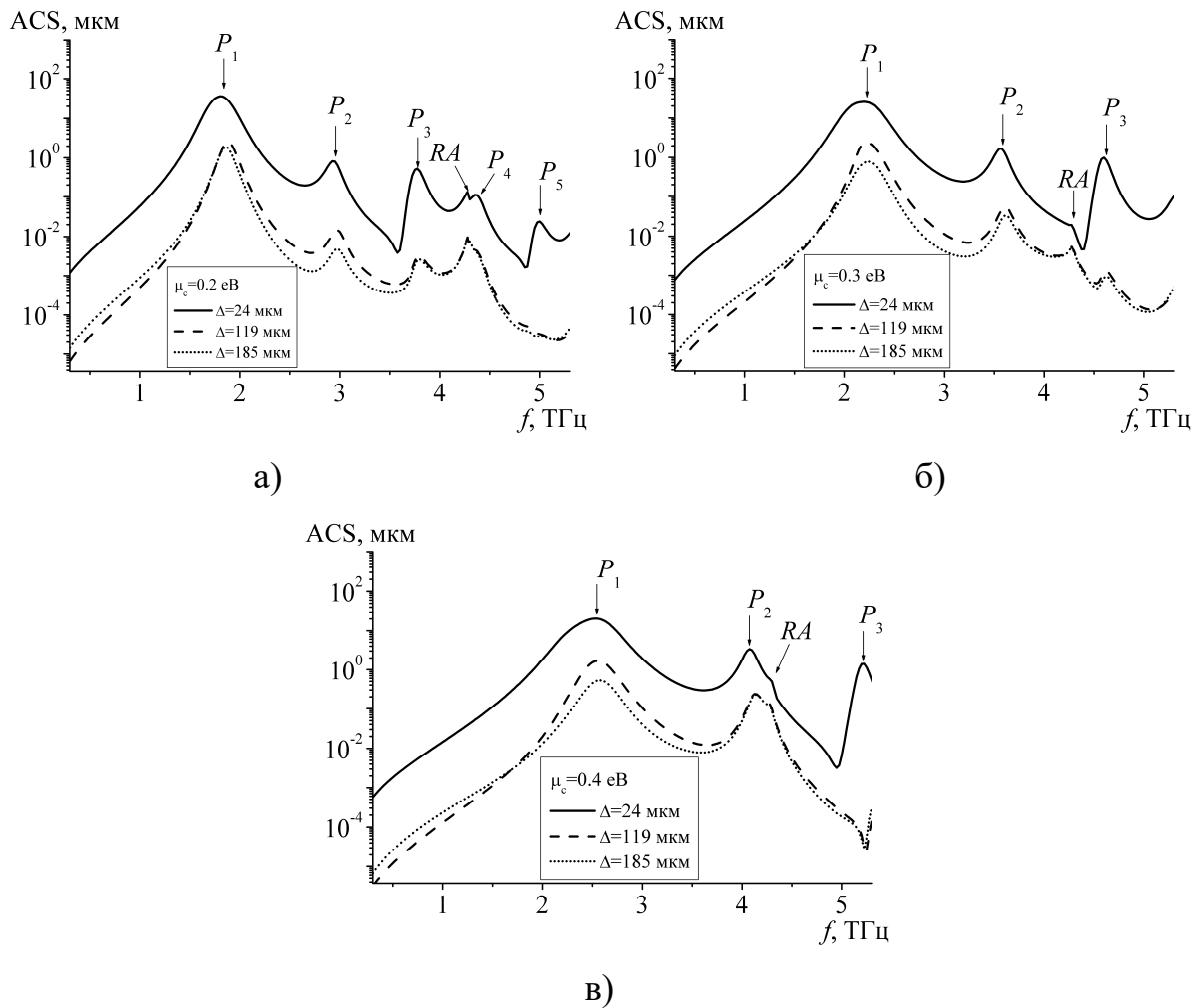 ACS, мкм
P1
P2
P3
RA
P4
P5
10^2
10^0
10^-2
10^-4
μc=0.2 eВ
Δ=24 мкм
Δ=119 мкм
Δ=185 мкм
1 2 3 4 5
f, ТГц
а)
ACS, мкм
P1
P2
P3
RA
10^2
10^0
10^-2
10^-4
μc=0.3 eВ
Δ=24 мкм
Δ=119 мкм
Δ=185 мкм
1 2 3 4 5
f, ТГц
б)
ACS, мкм
P1
P2
RA
P3
10^2
10^0
10^-2
10^-4
μc=0.4 eВ
Δ=24 мкм
Δ=119 мкм
Δ=185 мкм
1 2 3 4 5
f, ТГц
в)